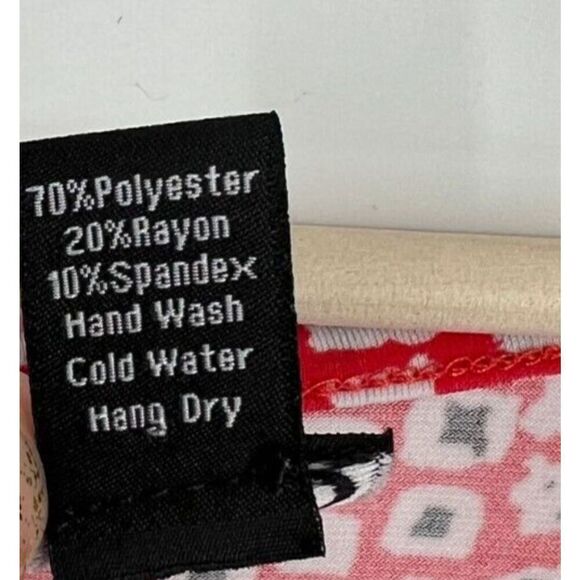 70%Polyester
20%Rayon
10%Spandex
Hand Wash
Cold Water
Hang Dry